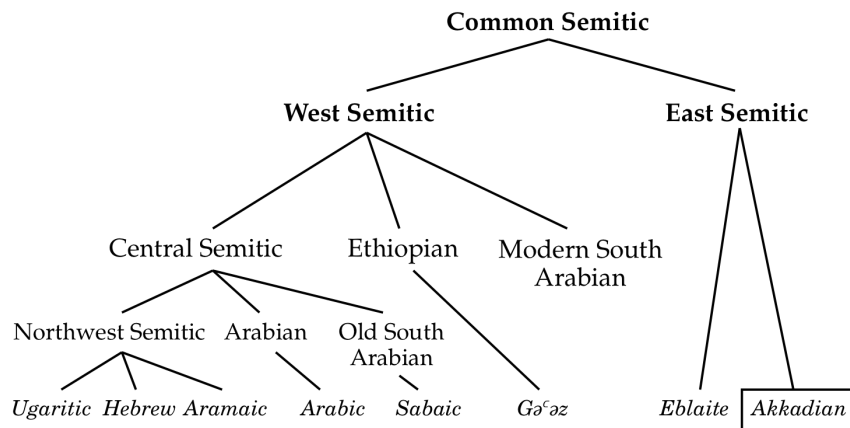 Common Semitic
West Semitic East Semitic
Central Semitic Ethiopian Modern South
Arabian
Northwest Semitic Arabian Old South
Arabian
Ugaritic Hebrew Aramaic Arabic Sabaic Gəᶜəz Eblaite Akkadian